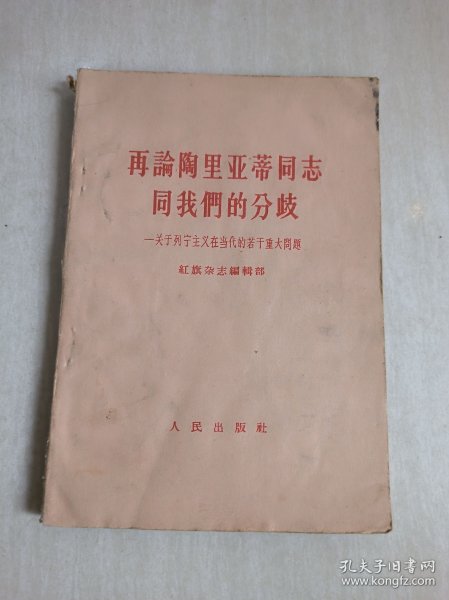 再論陶里亚蒂同志
同我們的分歧
—关于列宁主义在当代的若干重大問題
紅旗杂志編輯部
人民出版社
孔夫子旧书网
www.kongfz.com